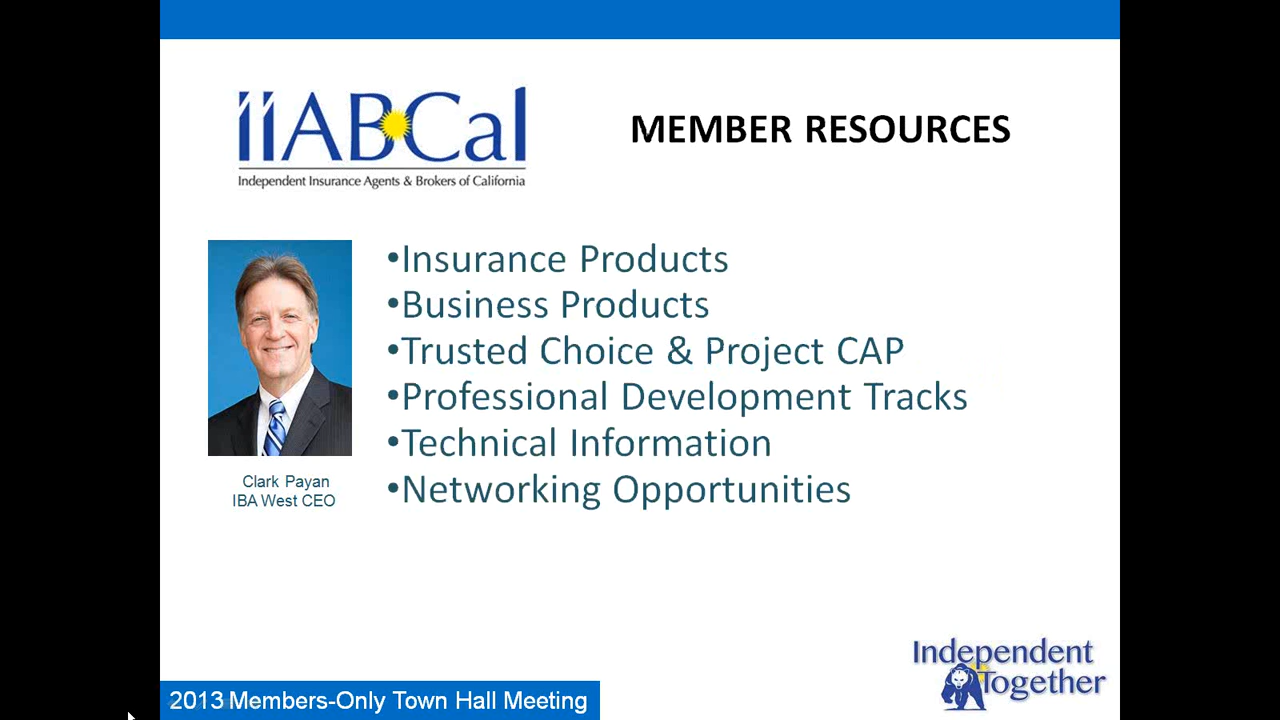 iiABCal
Independent Insurance Agents & Brokers of California
MEMBER RESOURCES
•Insurance Products
•Business Products
•Trusted Choice & Project CAP
•Professional Development Tracks
•Technical Information
•Networking Opportunities
Clark Payan
IBA West CEO
Independent
Together
2013 Members-Only Town Hall Meeting